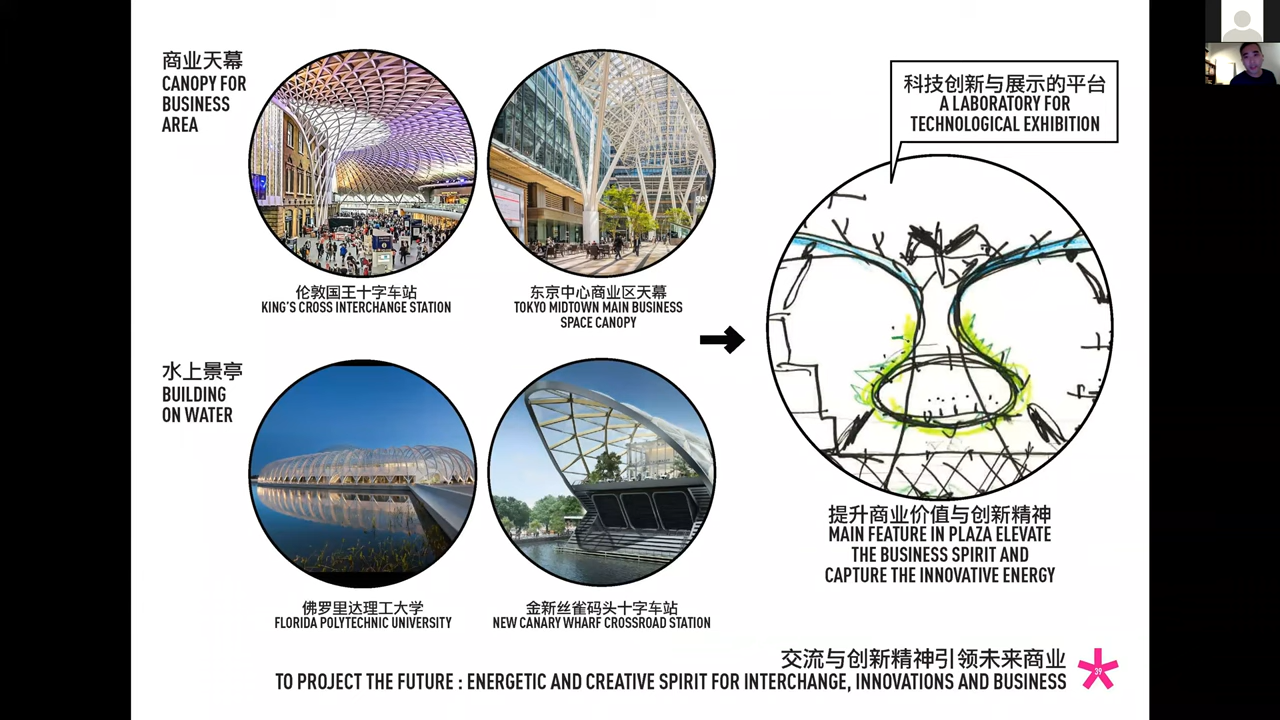 商业天幕
CANOPY FOR
BUSINESS
AREA
伦敦国王十字车站
KING'S CROSS INTERCHANGE STATION
东京中心商业区天幕
TOKYO MIDTOWN MAIN BUSINESS
SPACE CANOPY
水上景亭
BUILDING
ON WATER
佛罗里达理工大学
FLORIDA POLYTECHNIC UNIVERSITY
金新丝雀码头十字车站
NEW CANARY WHARF CROSSROAD STATION
科技创新与展示的平台
A LABORATORY FOR
TECHNOLOGICAL EXHIBITION
提升商业价值与创新精神
MAIN FEATURE IN PLAZA ELEVATE
THE BUSINESS SPIRIT AND
CAPTURE THE INNOVATIVE ENERGY
交流与创新精神引领未来商业
TO PROJECT THE FUTURE : ENERGETIC AND CREATIVE SPIRIT FOR INTERCHANGE, INNOVATIONS AND BUSINESS
39